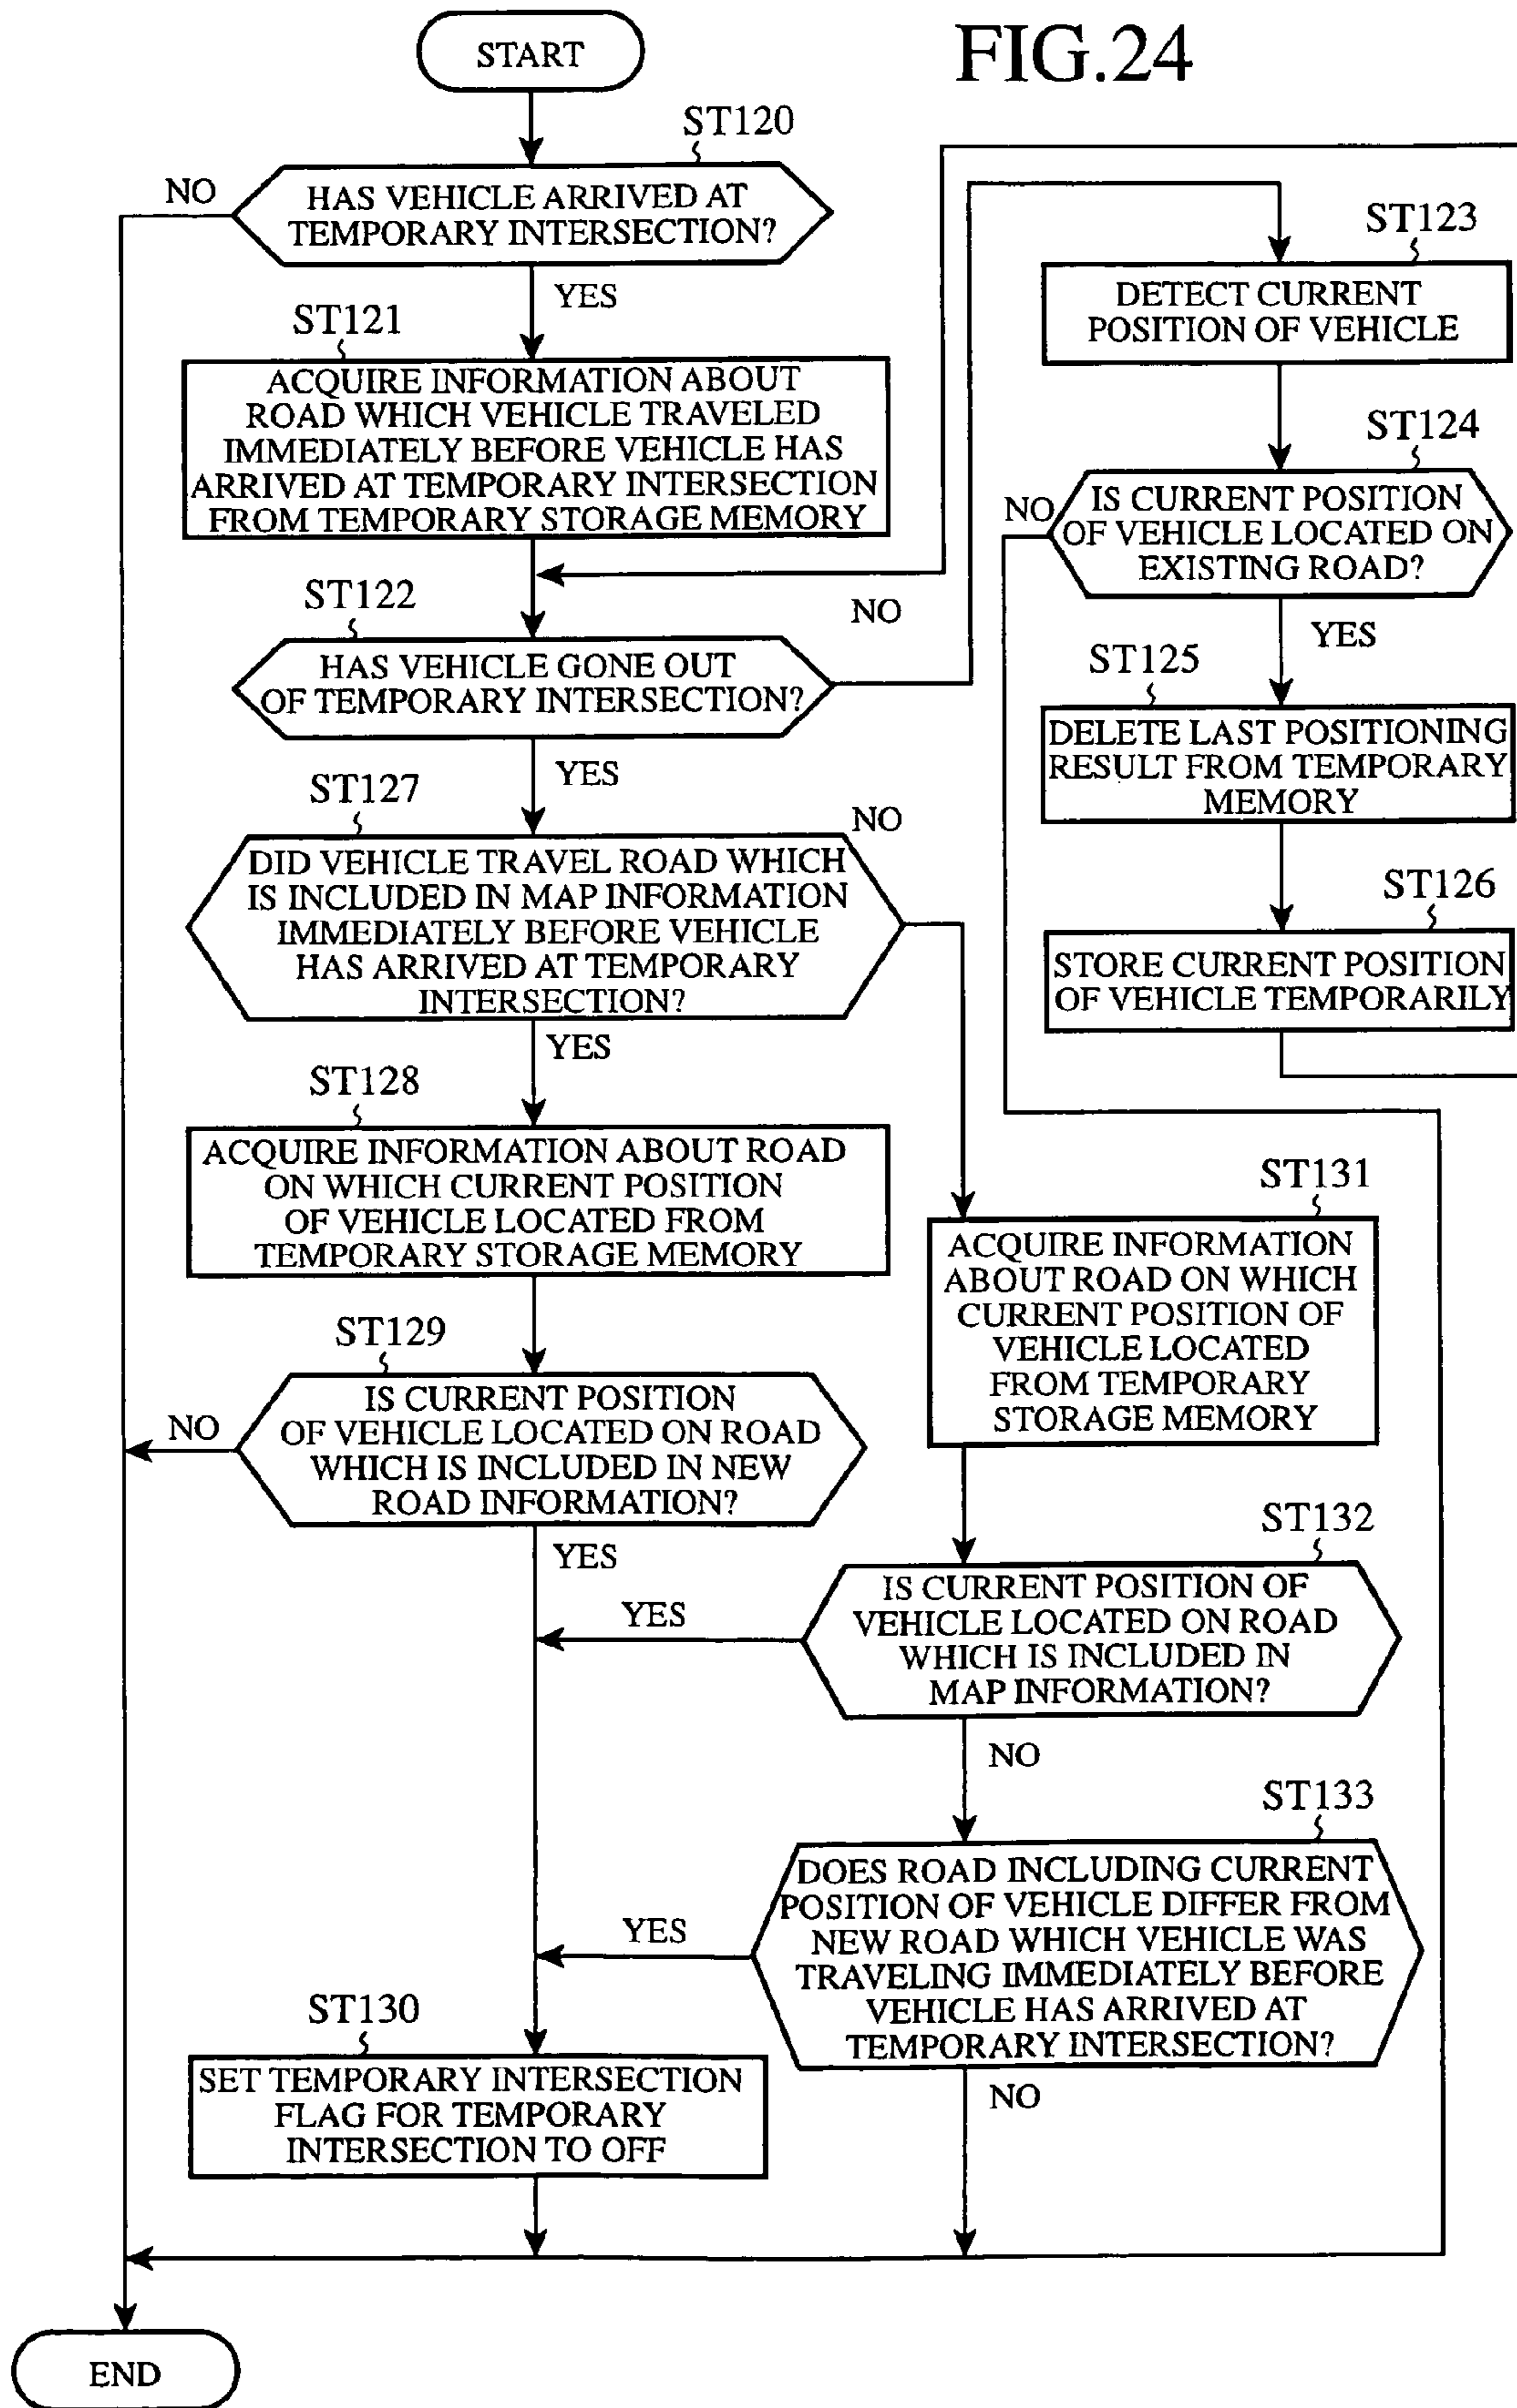 FIG.24
START
ST120
NO
HAS VEHICLE ARRIVED AT
TEMPORARY INTERSECTION?
YES
ST121
ACQUIRE INFORMATION ABOUT
ROAD WHICH VEHICLE TRAVELED
IMMEDIATELY BEFORE VEHICLE HAS
ARRIVED AT TEMPORARY INTERSECTION
FROM TEMPORARY STORAGE MEMORY
ST122
NO
HAS VEHICLE GONE OUT
OF TEMPORARY INTERSECTION?
YES
ST123
DETECT CURRENT
POSITION OF VEHICLE
ST124
NO
IS CURRENT POSITION
OF VEHICLE LOCATED ON
EXISTING ROAD?
YES
ST125
DELETE LAST POSITIONING
RESULT FROM TEMPORARY
MEMORY
ST126
STORE CURRENT POSITION
OF VEHICLE TEMPORARILY
ST127
NO
DID VEHICLE TRAVEL ROAD WHICH
IS INCLUDED IN MAP INFORMATION
IMMEDIATELY BEFORE VEHICLE
HAS ARRIVED AT TEMPORARY
INTERSECTION?
YES
ST128
ACQUIRE INFORMATION ABOUT ROAD
ON WHICH CURRENT POSITION
OF VEHICLE LOCATED FROM
TEMPORARY STORAGE MEMORY
ST129
NO
IS CURRENT POSITION
OF VEHICLE LOCATED ON ROAD
WHICH IS INCLUDED IN NEW
ROAD INFORMATION?
YES
ST131
ACQUIRE INFORMATION
ABOUT ROAD ON WHICH
CURRENT POSITION OF
VEHICLE LOCATED
FROM TEMPORARY
STORAGE MEMORY
ST132
YES
IS CURRENT POSITION OF
VEHICLE LOCATED ON ROAD
WHICH IS INCLUDED IN
MAP INFORMATION?
NO
ST133
YES
DOES ROAD INCLUDING CURRENT
POSITION OF VEHICLE DIFFER FROM
NEW ROAD WHICH VEHICLE WAS
TRAVELING IMMEDIATELY BEFORE
VEHICLE HAS ARRIVED AT
TEMPORARY INTERSECTION?
NO
ST130
SET TEMPORARY INTERSECTION
FLAG FOR TEMPORARY
INTERSECTION TO OFF
END